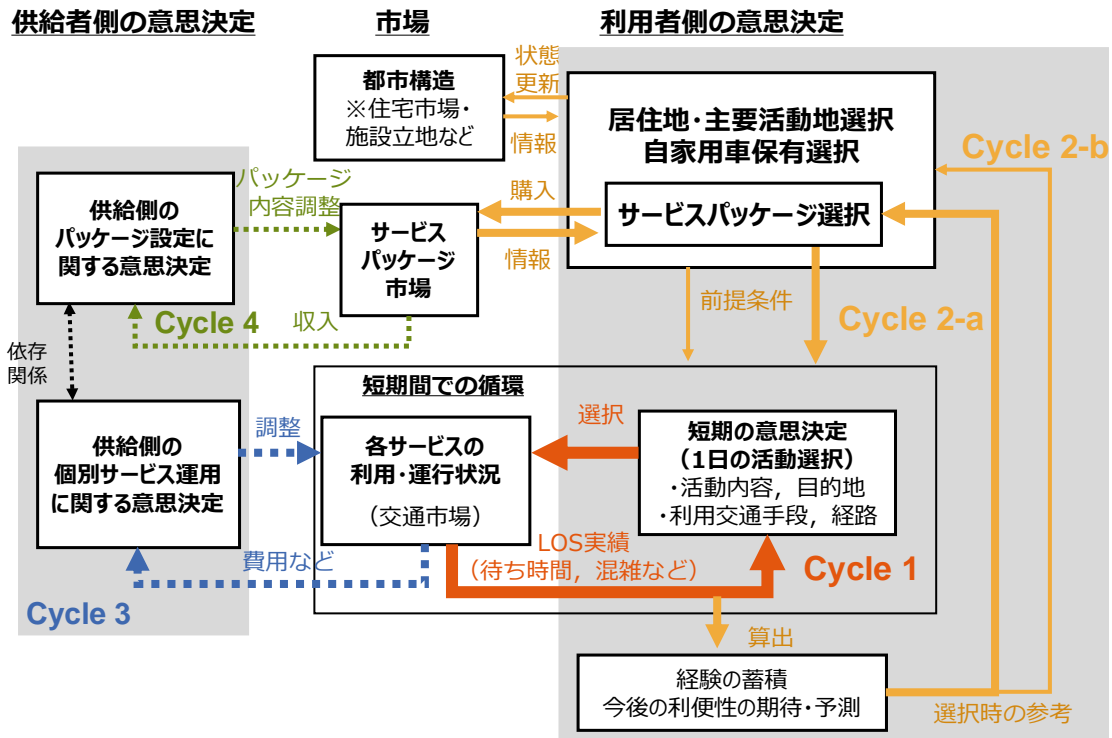 供給者側の意思決定
市場
利用者側の意思決定
都市構造
※住宅市場・
施設立地など
状態
更新
情報
居住地・主要活動地選択
自家用車保有選択
サービスパッケージ選択
Cycle 2-b
供給側の
パッケージ設定に
関する意思決定
パッケージ
内容調整
サービス
パッケージ
市場
購入
情報
Cycle 4
収入
前提条件
Cycle 2-a
依存
関係
短期間での循環
供給側の
個別サービス運用
に関する意思決定
調整
各サービスの
利用・運行状況
（交通市場）
選択
短期の意思決定
（1日の活動選択）
・活動内容，目的地
・利用交通手段，経路
費用など
LOS実績
（待ち時間，混雑など）
Cycle 1
Cycle 3
算出
経験の蓄積
今後の利便性の期待・予測
選択時の参考